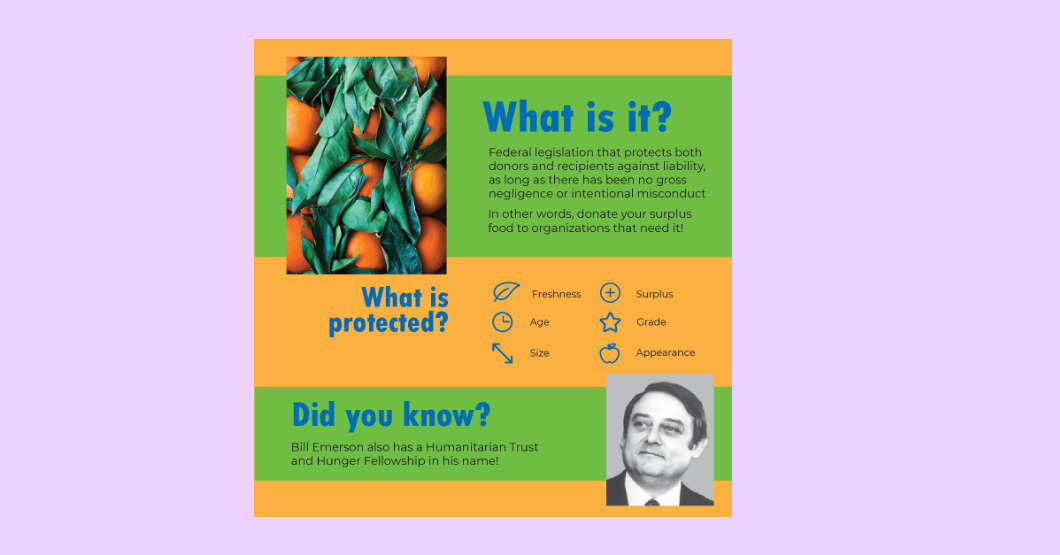 What is it?
Federal legislation that protects both
donors and recipients against liability,
as long as there has been no gross
negligence or intentional misconduct
In other words, donate your surplus
food to organizations that need it!
What is
protected?
Freshness
Surplus
Age
Grade
Size
Appearance
Did you know?
Bill Emerson also has a Humanitarian Trust
and Hunger Fellowship in his name!